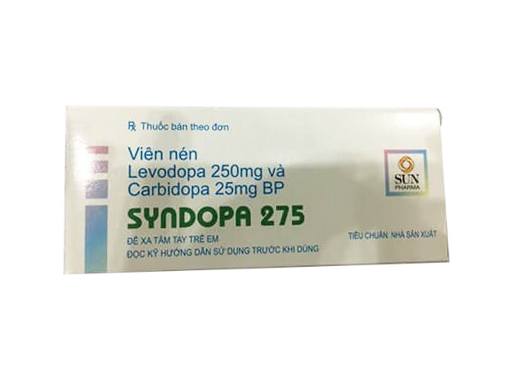 ℞ Thuốc bán theo đơn
Viên nén
Levodopa 250mg và
Carbidopa 25mg BP
SYNDOPA 275
ĐỂ XA TẦM TAY TRẺ EM
ĐỌC KỸ HƯỚNG DẪN SỬ DỤNG TRƯỚC KHI DÙNG
SUN
PHARMA
TIÊU CHUẨN: NHÀ SẢN XUẤT